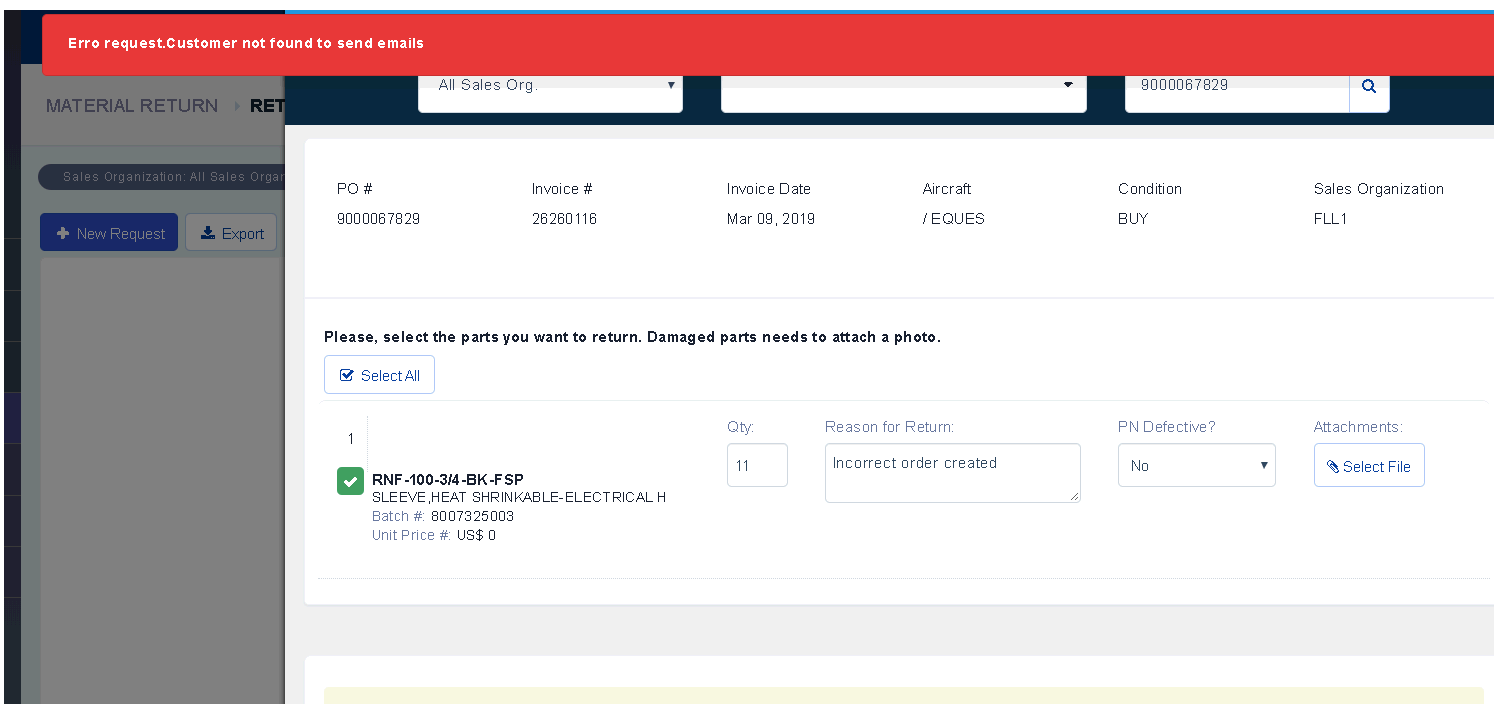 Erro request.Customer not found to send emails
All Sales Org.
9000067829
MATERIAL RETURN RET
Sales Organization: All Sales Organ
New Request
Export
PO # Invoice # Invoice Date Aircraft Condition Sales Organization
9000067829 26260116 Mar 09, 2019 / EQUES BUY FLL1
Please, select the parts you want to return. Damaged parts needs to attach a photo.
Select All
1
Qty: Reason for Return: PN Defective? Attachments:
11 Incorrect order created No Select File
RNF-100-3/4-BK-FSP
SLEEVE,HEAT SHRINKABLE-ELECTRICAL H
Batch #: 8007325003
Unit Price #: US$ 0